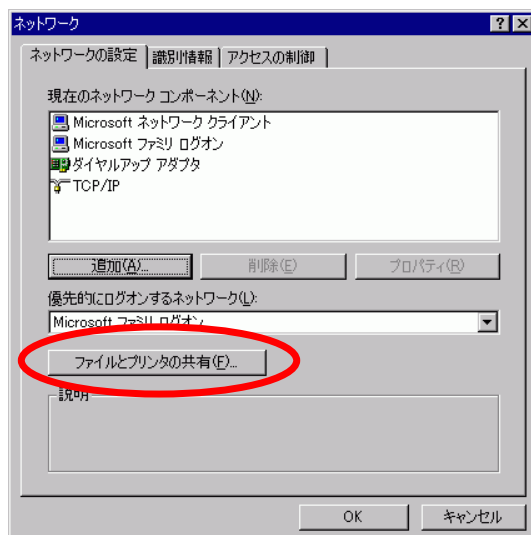 ネットワーク
ネットワークの設定 識別情報 アクセスの制御
現在のネットワーク コンポーネント(N):
Microsoft ネットワーク クライアント
Microsoft ファミリ ログオン
ダイヤルアップ アダプタ
TCP/IP
追加(A)... 削除(E) プロパティ(R)
優先的にログオンするネットワーク(L):
Microsoft ファミリ ログオン
ファイルとプリンタの共有(F)...
説明
OK キャンセル